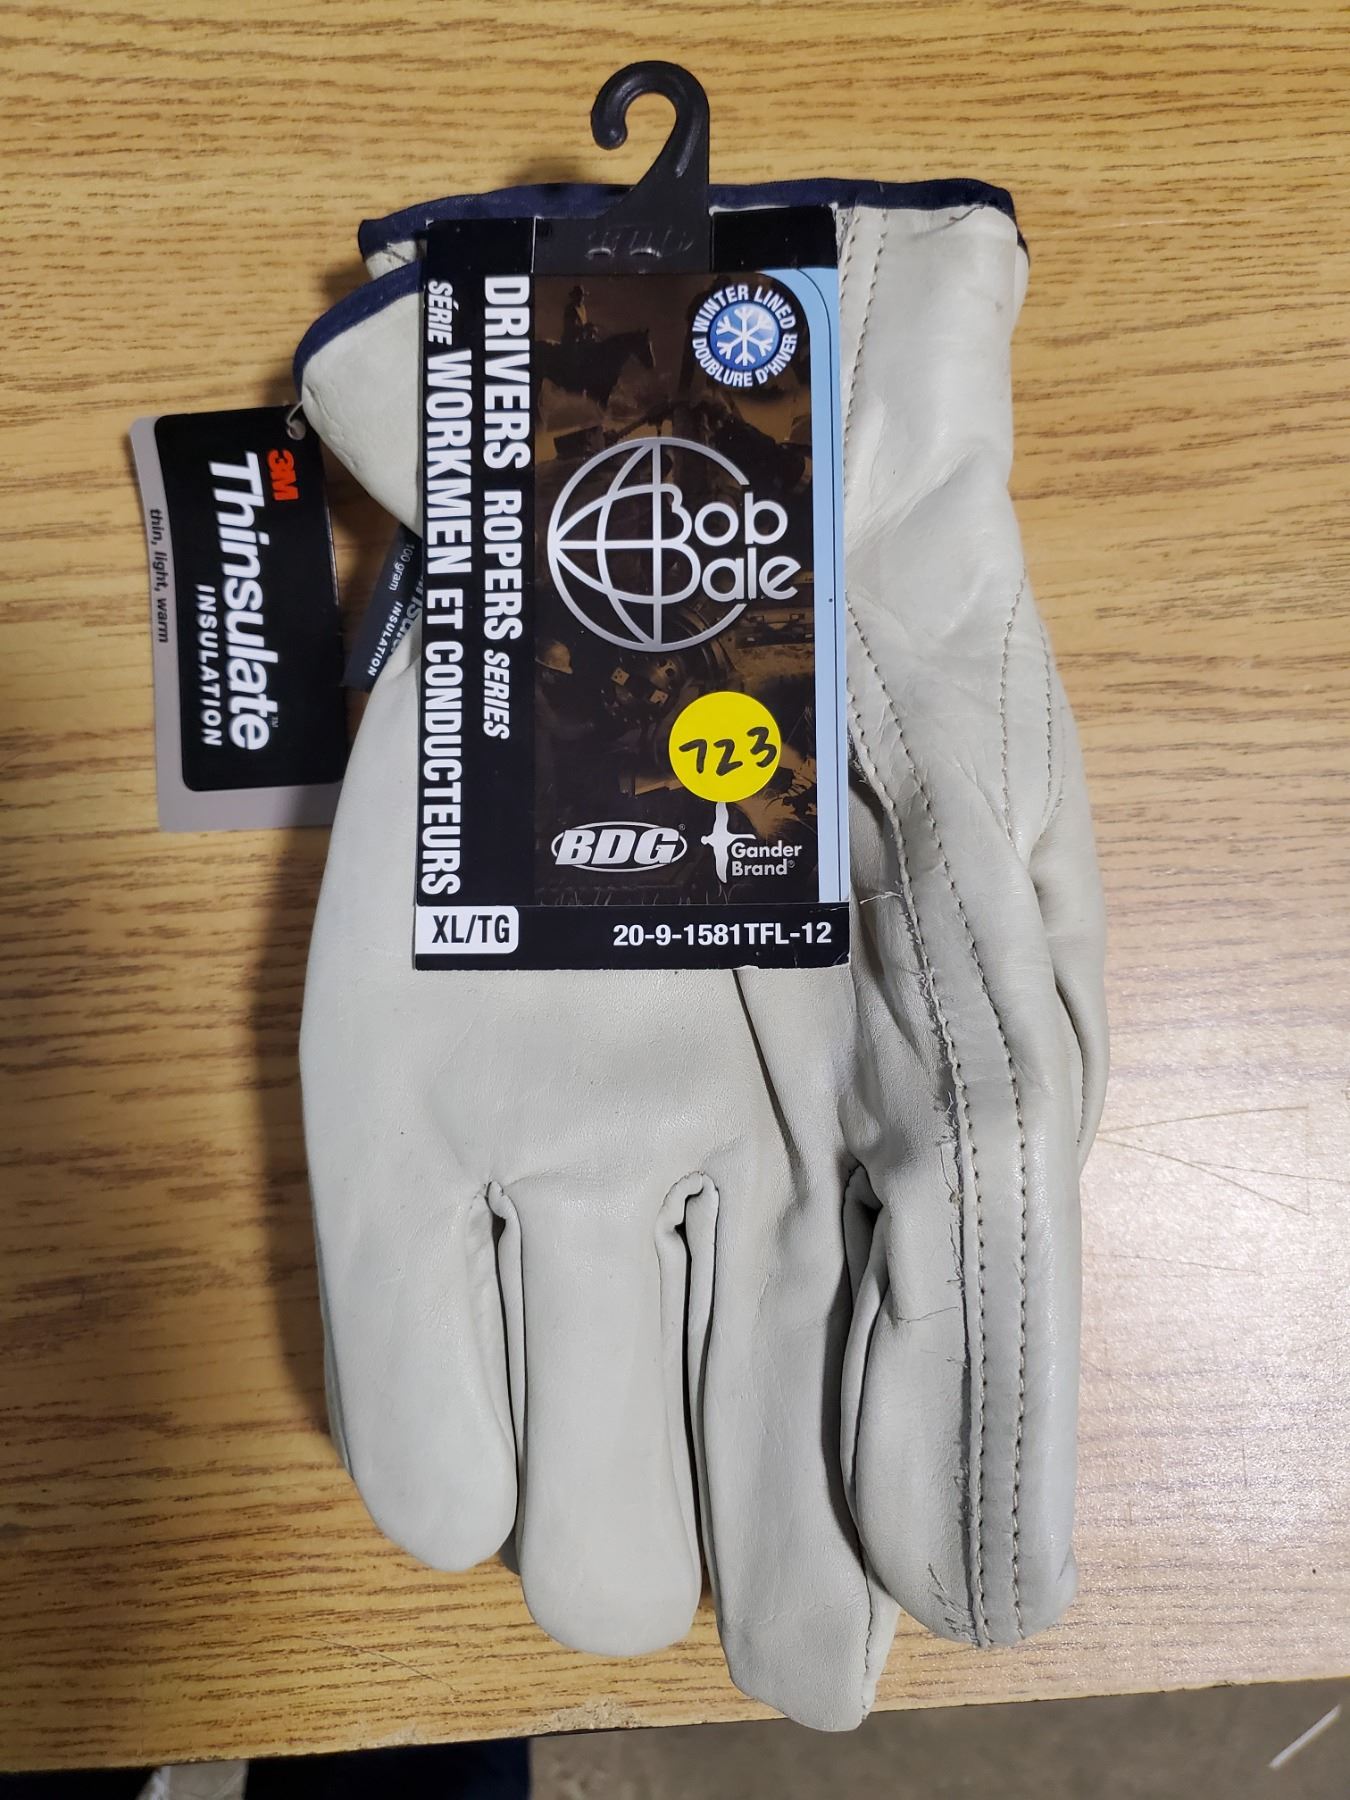 WINTER LINED
DOUBLURE D'HIVER
DRIVERS ROPERS SERIES
SÉRIE WORKMEN ET CONDUCTEURS
Bob
Dale
723
BDG®
Gander
Brand®
XL/TG
20-9-1581TFL-12
3M
Thinsulate™
INSULATION
thin, light, warm
100 gram
INSULATION